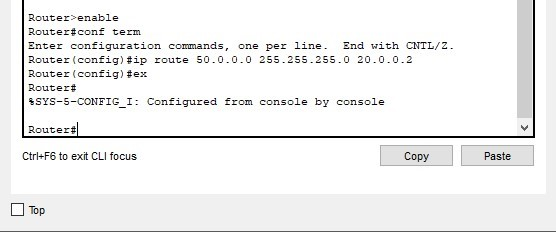 Router>enable
Router#conf term
Enter configuration commands, one per line.  End with CNTL/Z.
Router(config)#ip route 50.0.0.0 255.255.255.0 20.0.0.2
Router(config)#ex
Router#
%SYS-5-CONFIG_I: Configured from console by console
Router#
Ctrl+F6 to exit CLI focus
Copy
Paste
Top